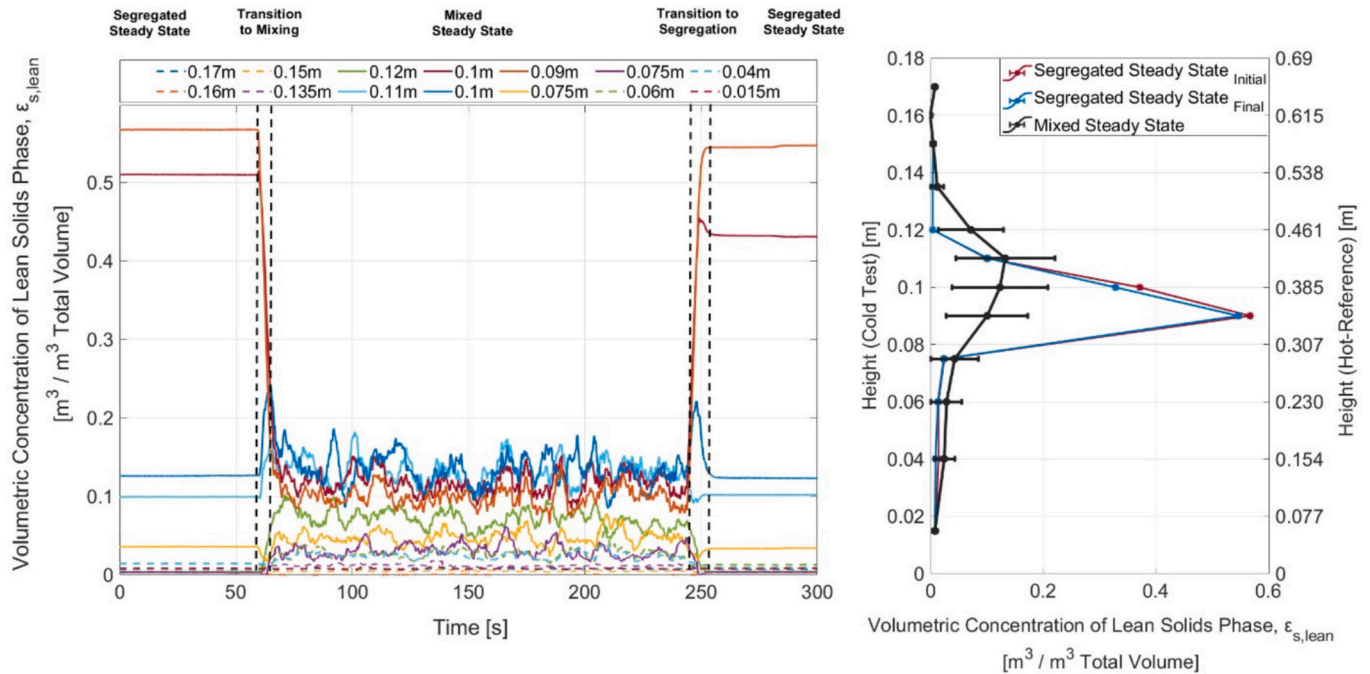 Segregated Steady State
Transition to Mixing
Mixed Steady State
Transition to Segregation
Segregated Steady State
0.17m 0.15m 0.12m 0.1m 0.09m 0.075m 0.04m
0.16m 0.135m 0.11m 0.1m 0.075m 0.06m 0.015m
Volumetric Concentration of Lean Solids Phase, ε_s,lean
[m³ / m³ Total Volume]
0.5
0.4
0.3
0.2
0.1
0
0 50 100 150 200 250 300
Time [s]
Segregated Steady State Initial
Segregated Steady State Final
Mixed Steady State
Height (Cold Test) [m]
0.18
0.16
0.14
0.12
0.1
0.08
0.06
0.04
0.02
0.69
0.615
0.538
0.461
0.385
0.307
0.230
0.154
0.077
0
Height (Hot-Reference) [m]
0 0.2 0.4 0.6
Volumetric Concentration of Lean Solids Phase, ε_s,lean
[m³ / m³ Total Volume]